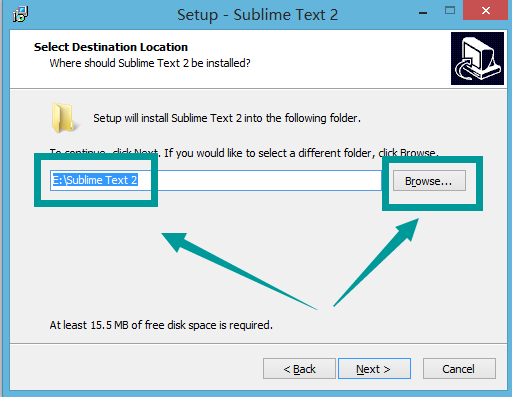 Setup - Sublime Text 2
Select Destination Location
Where should Sublime Text 2 be installed?
Setup will install Sublime Text 2 into the following folder.
To continue, click Next. If you would like to select a different folder, click Browse.
E:\Sublime Text 2
Browse...
At least 15.5 MB of free disk space is required.
< Back
Next >
Cancel